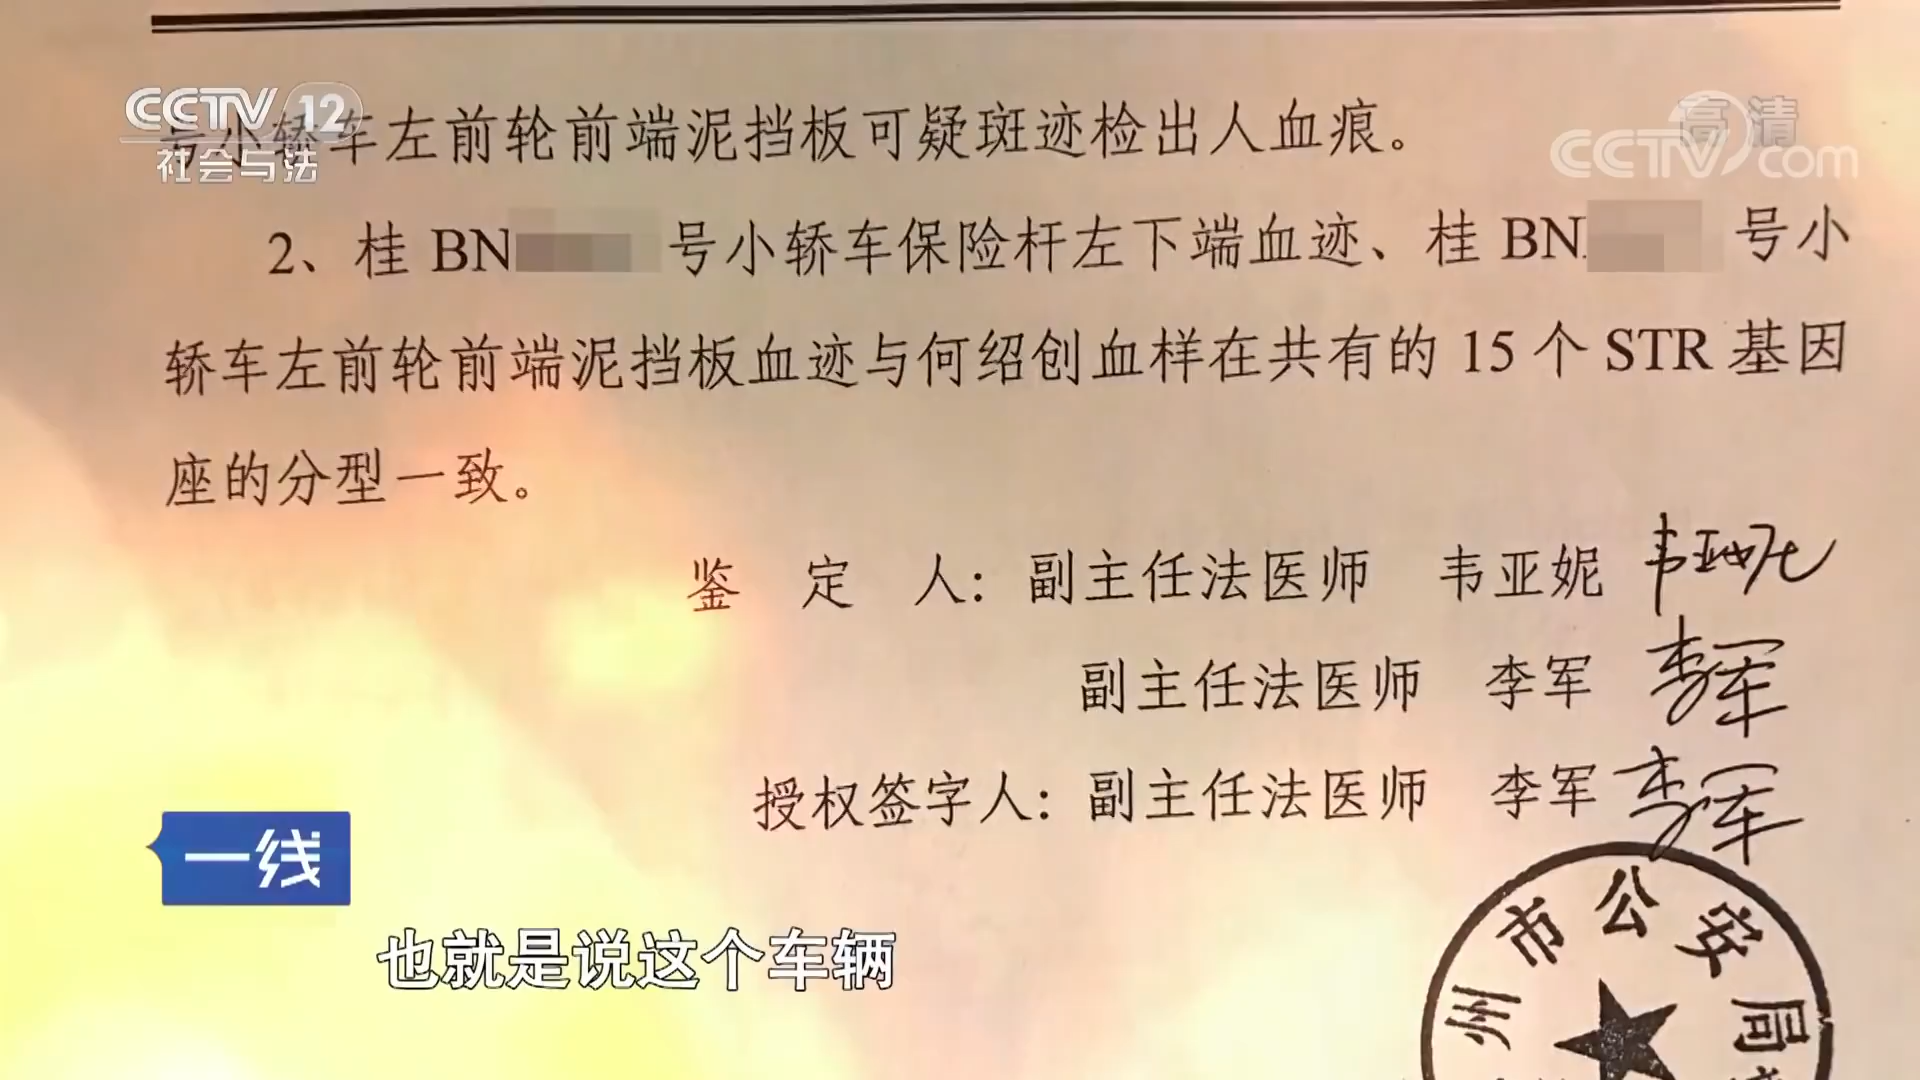 CCTV 12
社会与法
高清
CCTV.com
号小轿车左前轮前端泥挡板可疑斑迹检出人血痕。
2、桂 BN 号小轿车保险杆左下端血迹、桂 BN 号小
轿车左前轮前端泥挡板血迹与何绍创血样在共有的 15 个 STR 基因
座的分型一致。
鉴 定 人：副主任法医师 韦亚妮 韦亚妮
副主任法医师 李军 李军
授权签字人：副主任法医师 李军 李军
州市公安局
一线
也就是说这个车辆